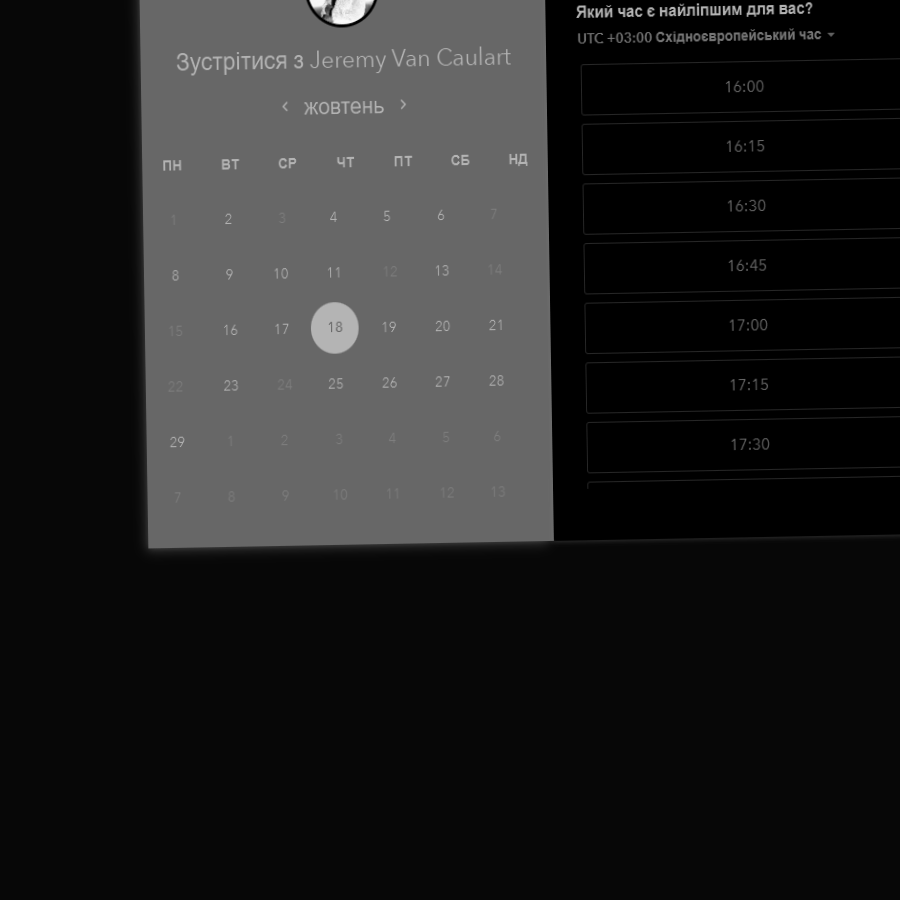 Зустрітися з Jeremy Van Caulart
жовтень
ПН ВТ СР ЧТ ПТ СБ НД
1 2 3 4 5 6 7
8 9 10 11 12 13 14
15 16 17 18 19 20 21
22 23 24 25 26 27 28
29 1 2 3 4 5 6
7 8 9 10 11 12 13
Який час є найліпшим для вас?
UTC +03:00 Східноєвропейський час
16:00
16:15
16:30
16:45
17:00
17:15
17:30